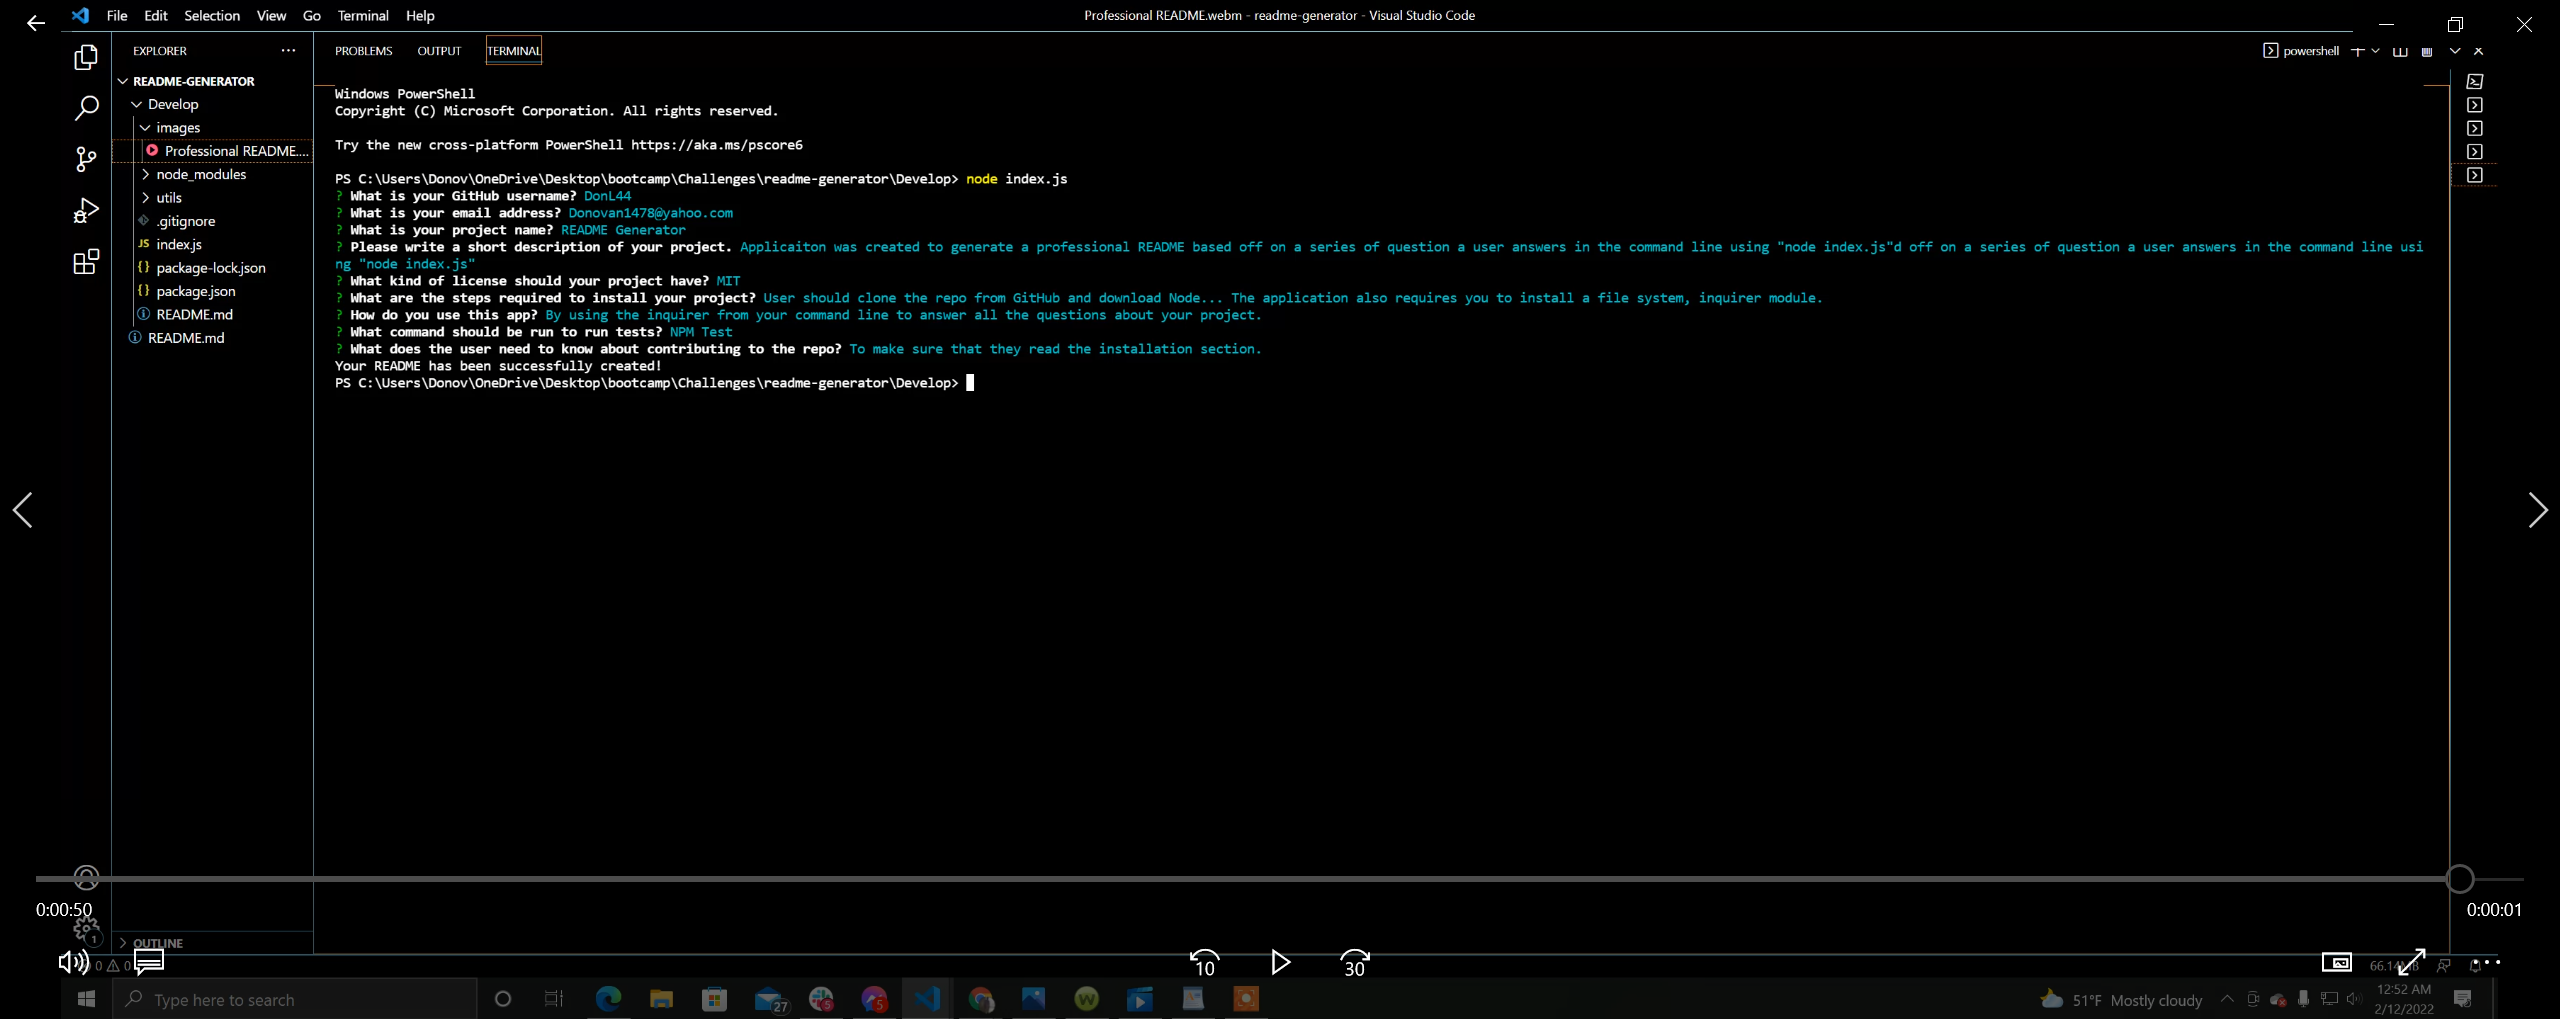 File Edit Selection View Go Terminal Help
Professional README.webm - readme-generator - Visual Studio Code
EXPLORER
PROBLEMS OUTPUT TERMINAL
powershell
README-GENERATOR
Develop
images
Professional README....
node_modules
utils
.gitignore
JS index.js
{} package-lock.json
{} package.json
README.md
README.md
Windows PowerShell
Copyright (C) Microsoft Corporation. All rights reserved.
Try the new cross-platform PowerShell https://aka.ms/pscore6
PS C:\Users\Donov\OneDrive\Desktop\bootcamp\Challenges\readme-generator\Develop> node index.js
? What is your GitHub username? DonL44
? What is your email address? Donovan1478@yahoo.com
? What is your project name? README Generator
? Please write a short description of your project. Applicaiton was created to generate a professional README based off on a series of question a user answers in the command line using "node index.js"d off on a series of question a user answers in the command line usi
ng "node index.js"
? What kind of license should your project have? MIT
? What are the steps required to install your project? User should clone the repo from GitHub and download Node... The application also requires you to install a file system, inquirer module.
? How do you use this app? By using the inquirer from your command line to answer all the questions about your project.
? What command should be run to run tests? NPM Test
? What does the user need to know about contributing to the repo? To make sure that they read the installation section.
Your README has been successfully created!
PS C:\Users\Donov\OneDrive\Desktop\bootcamp\Challenges\readme-generator\Develop>
0:00:50
0:00:01
1
OUTLINE
0 0
10
30
66.14MB
Type here to search
27
5
5
51°F Mostly cloudy
12:52 AM
2/12/2022